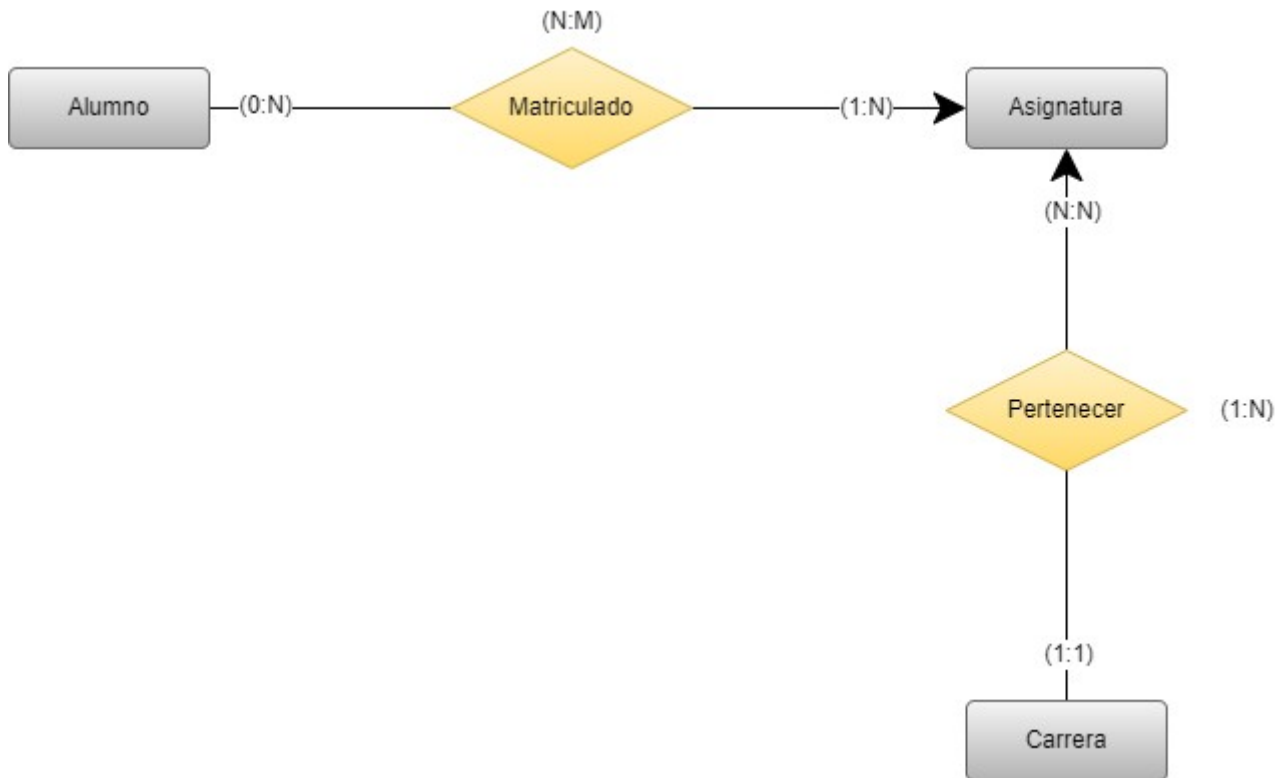 (N:M)
Alumno
(0:N)
Matriculado
(1:N)
Asignatura
(N:N)
Pertenecer
(1:N)
(1:1)
Carrera